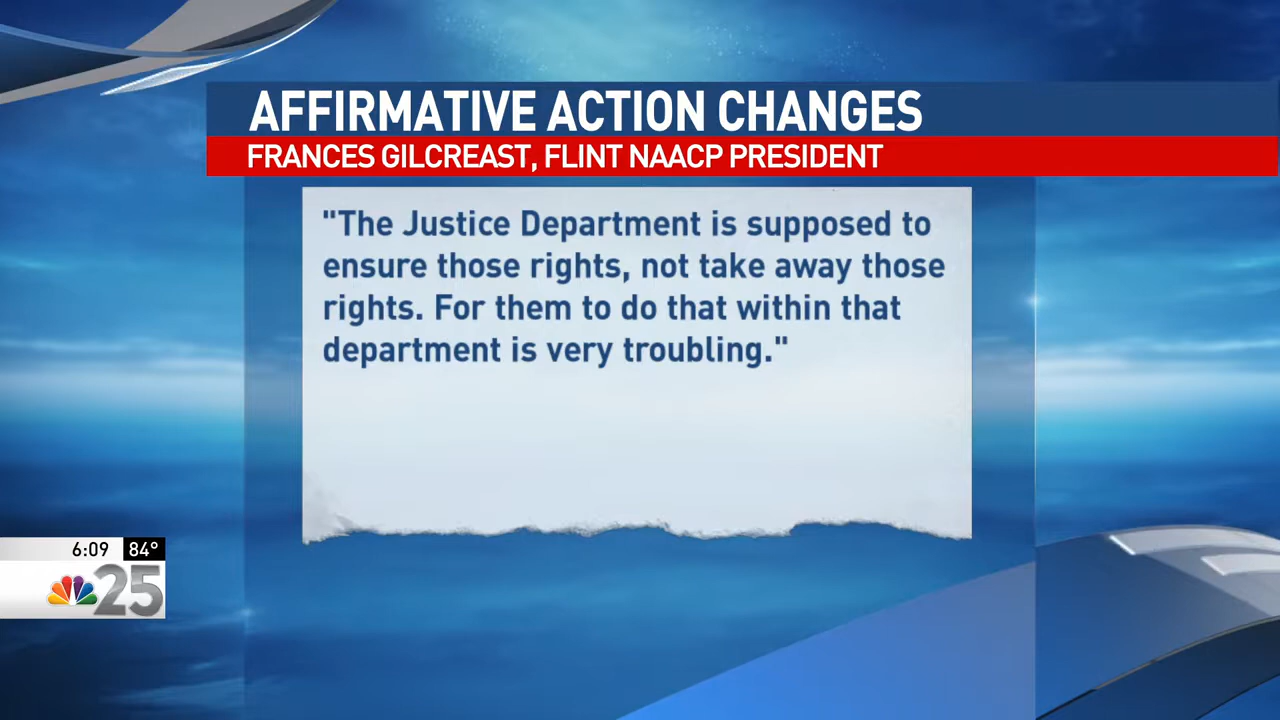 AFFIRMATIVE ACTION CHANGES
FRANCES GILCREAST, FLINT NAACP PRESIDENT
"The Justice Department is supposed to
ensure those rights, not take away those
rights. For them to do that within that
department is very troubling."
6:09 84°
25